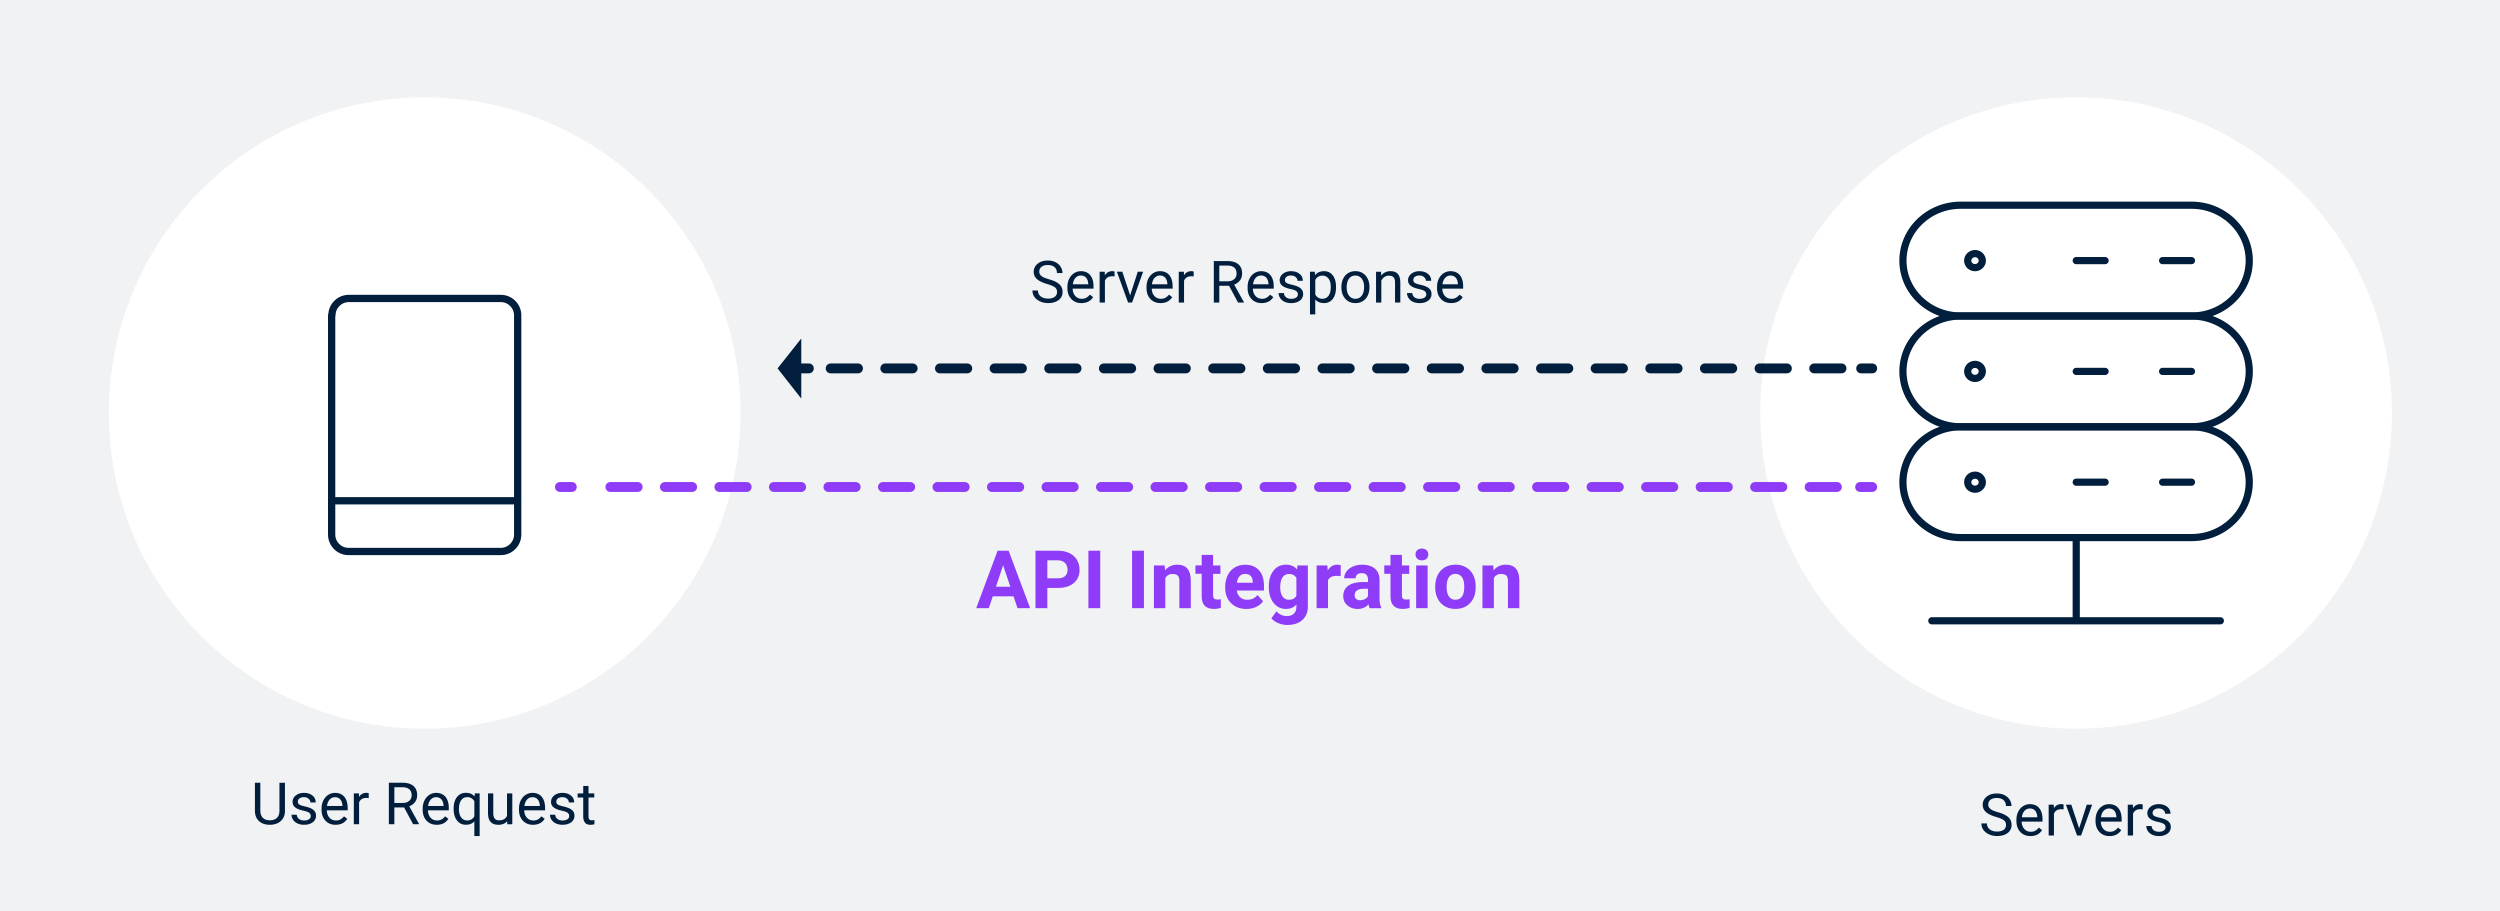 Server Response
API Integration
User Request
Servers